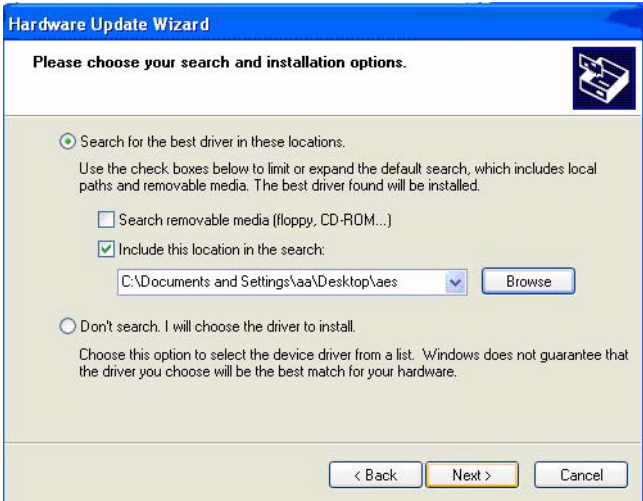 Hardware Update Wizard
Please choose your search and installation options.
Search for the best driver in these locations.
Use the check boxes below to limit or expand the default search, which includes local
paths and removable media. The best driver found will be installed.
Search removable media (floppy, CD-ROM...)
Include this location in the search:
C:\Documents and Settings\aa\Desktop\aes
Browse
Don't search. I will choose the driver to install.
Choose this option to select the device driver from a list. Windows does not guarantee that
the driver you choose will be the best match for your hardware.
< Back
Next >
Cancel